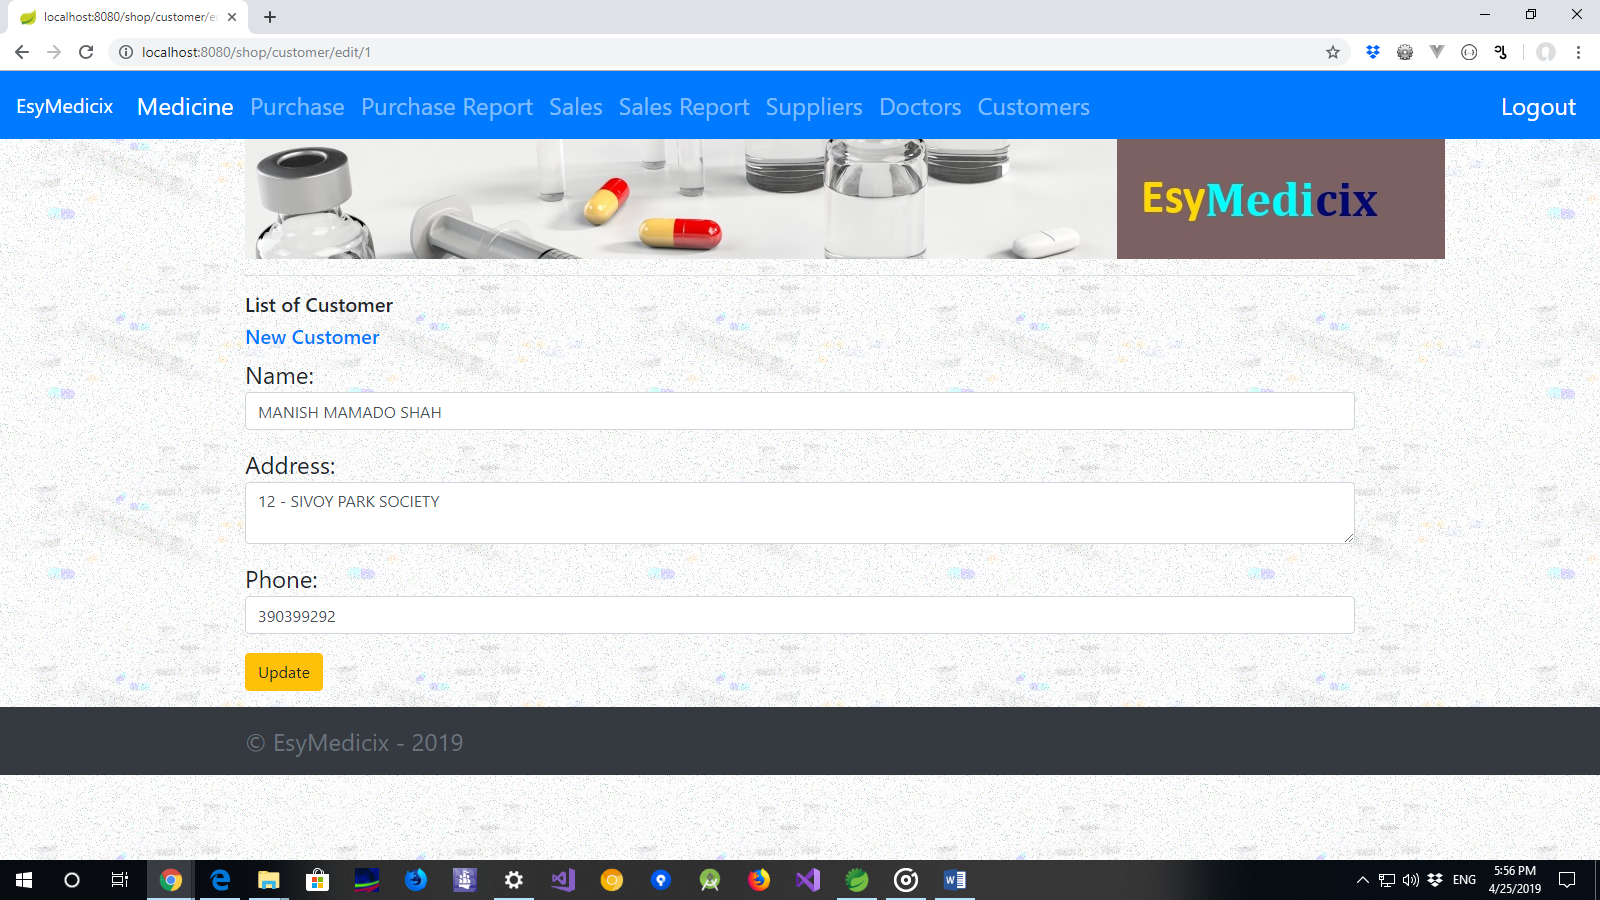 localhost:8080/shop/customer/e
localhost:8080/shop/customer/edit/1
EsyMedicix Medicine Purchase Purchase Report Sales Sales Report Suppliers Doctors Customers Logout
EsyMedicix
List of Customer
New Customer
Name:
MANISH MAMADO SHAH
Address:
12 - SIVOY PARK SOCIETY
Phone:
390399292
Update
© EsyMedicix - 2019
ENG
5:56 PM
4/25/2019